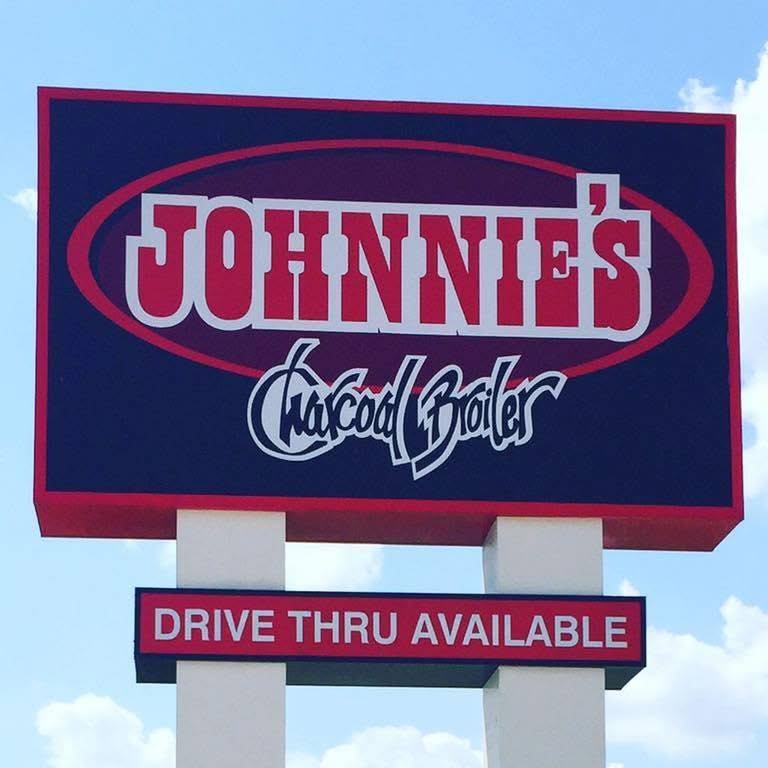 JOHNNIE'S
Charcoal Broiler
DRIVE THRU AVAILABLE